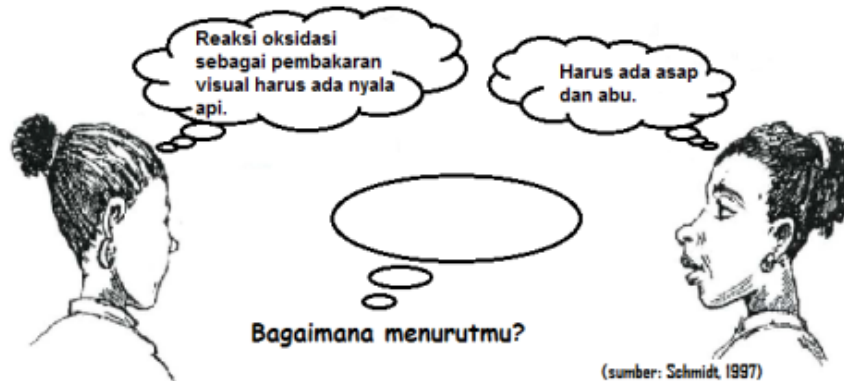 Reaksi oksidasi
sebagai pembakaran
visual harus ada nyala
api.
Harus ada asap
dan abu.
Bagaimana menurutmu?
(sumber: Schmidt, 1997)